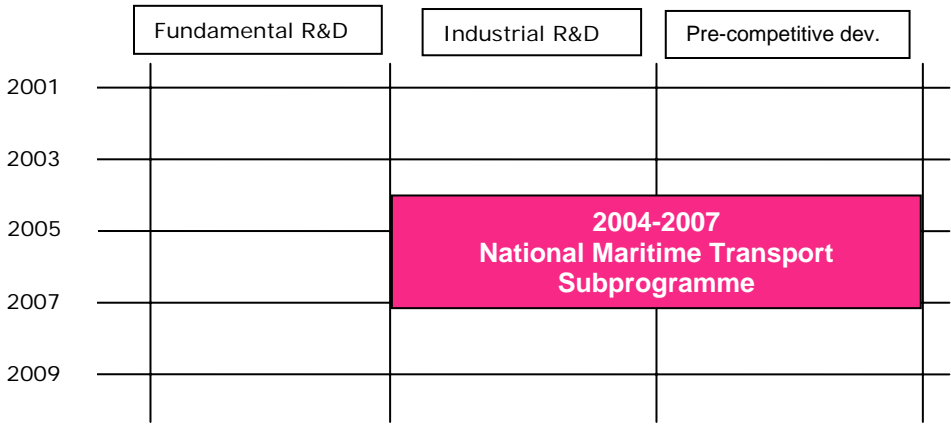 Fundamental R&D
Industrial R&D
Pre-competitive dev.
2001
2003
2004-2007
2005
National Maritime Transport
Subprogramme
2007
2009